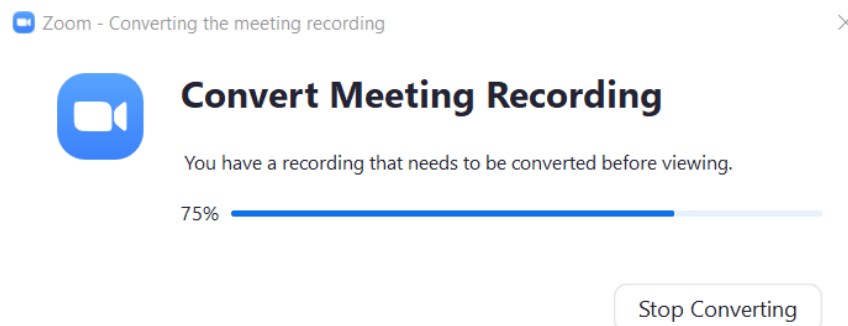 Zoom - Converting the meeting recording
Convert Meeting Recording
You have a recording that needs to be converted before viewing.
75%
Stop Converting